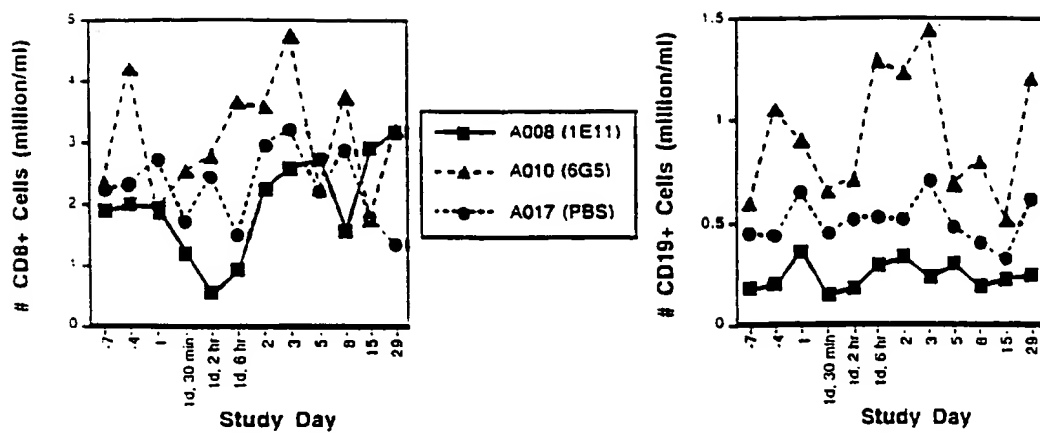 # CD8+ Cells (million/ml)
5
4
3
2
1
0
-7
-4
1
1d, 30 min
1d, 2 hr
1d, 6 hr
2
3
5
8
15
29
Study Day
A008 (1E11)
A010 (6G5)
A017 (PBS)
# CD19+ Cells (million/ml)
1.5
1
0.5
0
-7
-4
1
1d, 30 min
1d, 2 hr
1d, 6 hr
2
3
5
8
15
29
Study Day